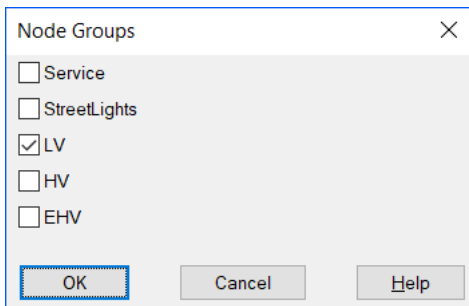 Node Groups
Service
StreetLights
LV
HV
EHV
OK Cancel Help